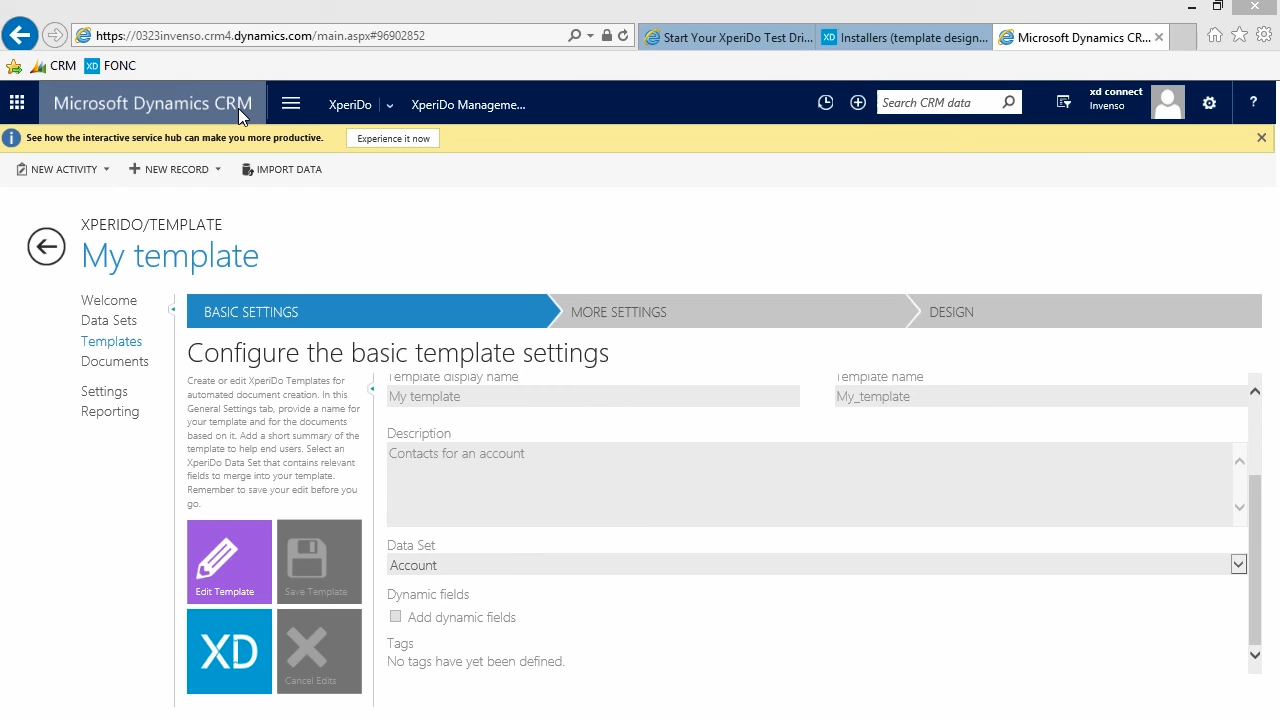 https://0323invenso.crm4.dynamics.com/main.aspx#96902852
Start Your XperiDo Test Dri...
Installers (template design...
Microsoft Dynamics CR...
CRM
FONC
Microsoft Dynamics CRM
XperiDo
XperiDo Manageme...
Search CRM data
xd connect
Invenso
?
See how the interactive service hub can make you more productive.
Experience it now
NEW ACTIVITY
NEW RECORD
IMPORT DATA
XPERIDO/TEMPLATE
My template
Welcome
Data Sets
Templates
Documents
Settings
Reporting
BASIC SETTINGS
MORE SETTINGS
DESIGN
Configure the basic template settings
Create or edit XperiDo Templates for
automated document creation. In this
General Settings tab, provide a name for
your template and for the documents
based on it. Add a short summary of the
template to help end users. Select an
XperiDo Data Set that contains relevant
fields to merge into your template.
Remember to save your edit before you
go.
Edit Template
Save Template
XD
Cancel Edits
Template display name
My template
Template name
My_template
Description
Contacts for an account
Data Set
Account
Dynamic fields
Add dynamic fields
Tags
No tags have yet been defined.